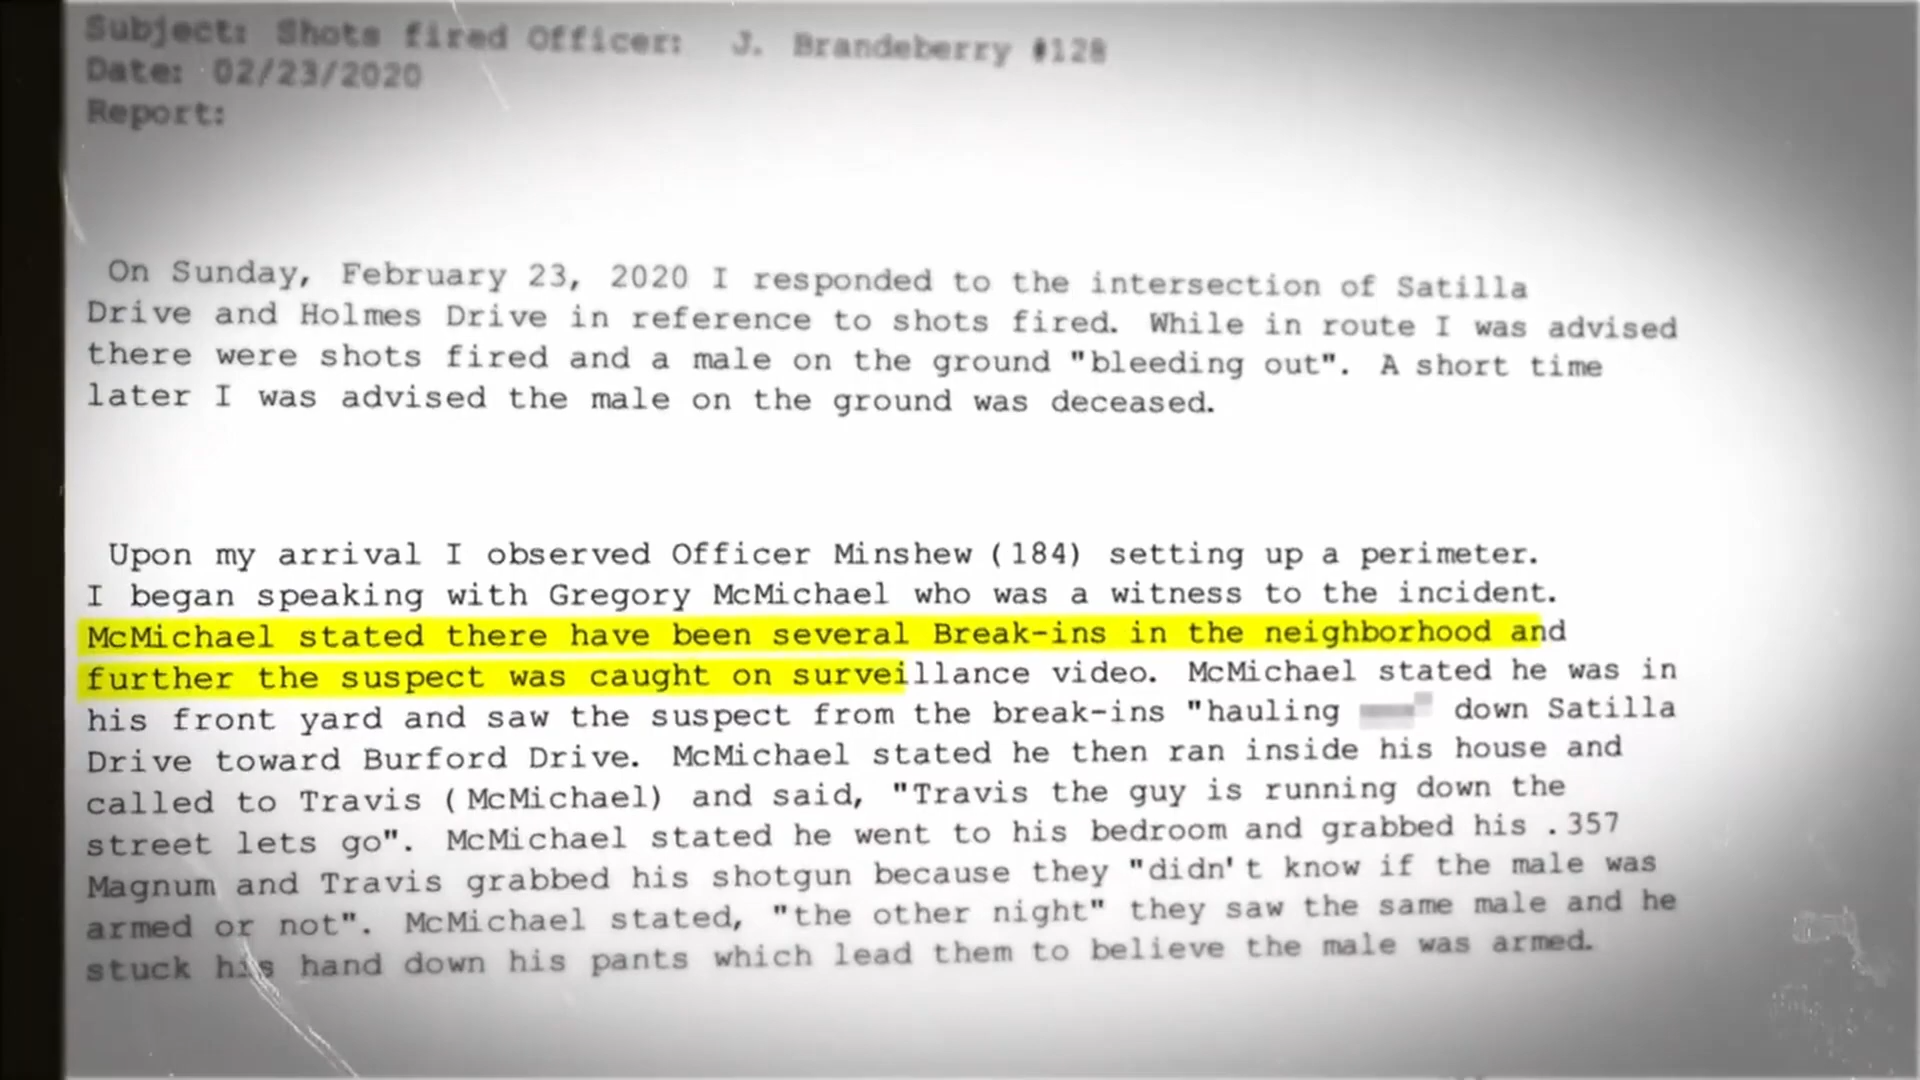 Subject: Shots fired Officer: J. Brandeberry #128
Date: 02/23/2020
Report:
On Sunday, February 23, 2020 I responded to the intersection of Satilla
Drive and Holmes Drive in reference to shots fired. While in route I was advised
there were shots fired and a male on the ground "bleeding out". A short time
later I was advised the male on the ground was deceased.
Upon my arrival I observed Officer Minshew (184) setting up a perimeter.
I began speaking with Gregory McMichael who was a witness to the incident.
McMichael stated there have been several Break-ins in the neighborhood and
further the suspect was caught on surveillance video. McMichael stated he was in
his front yard and saw the suspect from the break-ins "hauling down Satilla
Drive toward Burford Drive. McMichael stated he then ran inside his house and
called to Travis (McMichael) and said, "Travis the guy is running down the
street lets go". McMichael stated he went to his bedroom and grabbed his .357
Magnum and Travis grabbed his shotgun because they "didn't know if the male was
armed or not". McMichael stated, "the other night" they saw the same male and he
stuck his hand down his pants which lead them to believe the male was armed.